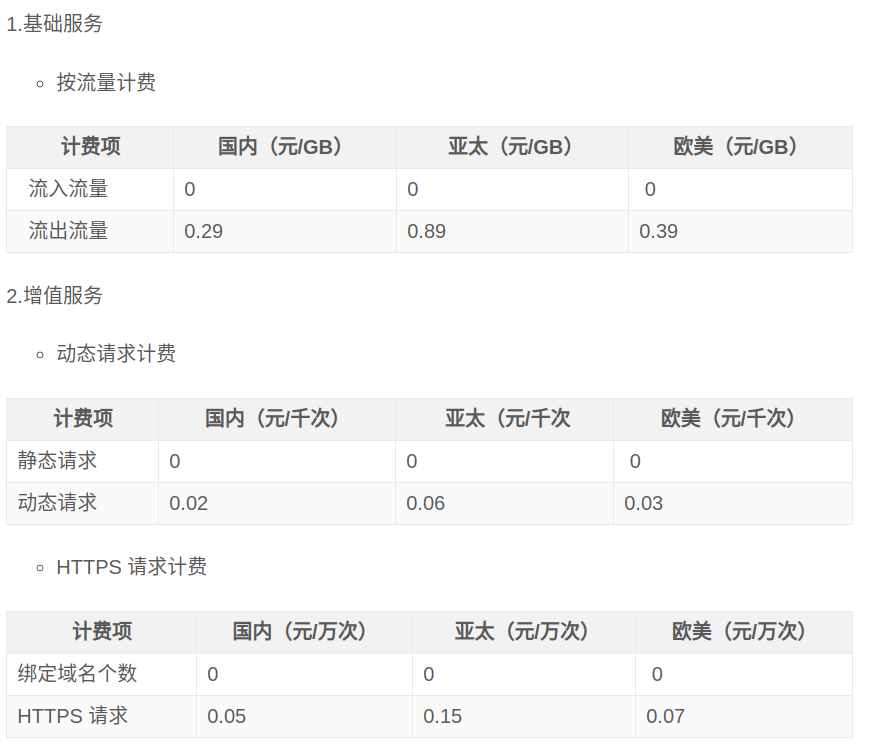 1.基础服务
按流量计费
计费项 国内（元/GB） 亚太（元/GB） 欧美（元/GB）
流入流量 0 0 0
流出流量 0.29 0.89 0.39
2.增值服务
动态请求计费
计费项 国内（元/千次） 亚太（元/千次 欧美（元/千次）
静态请求 0 0 0
动态请求 0.02 0.06 0.03
HTTPS 请求计费
计费项 国内（元/万次） 亚太（元/万次） 欧美（元/万次）
绑定域名个数 0 0 0
HTTPS 请求 0.05 0.15 0.07